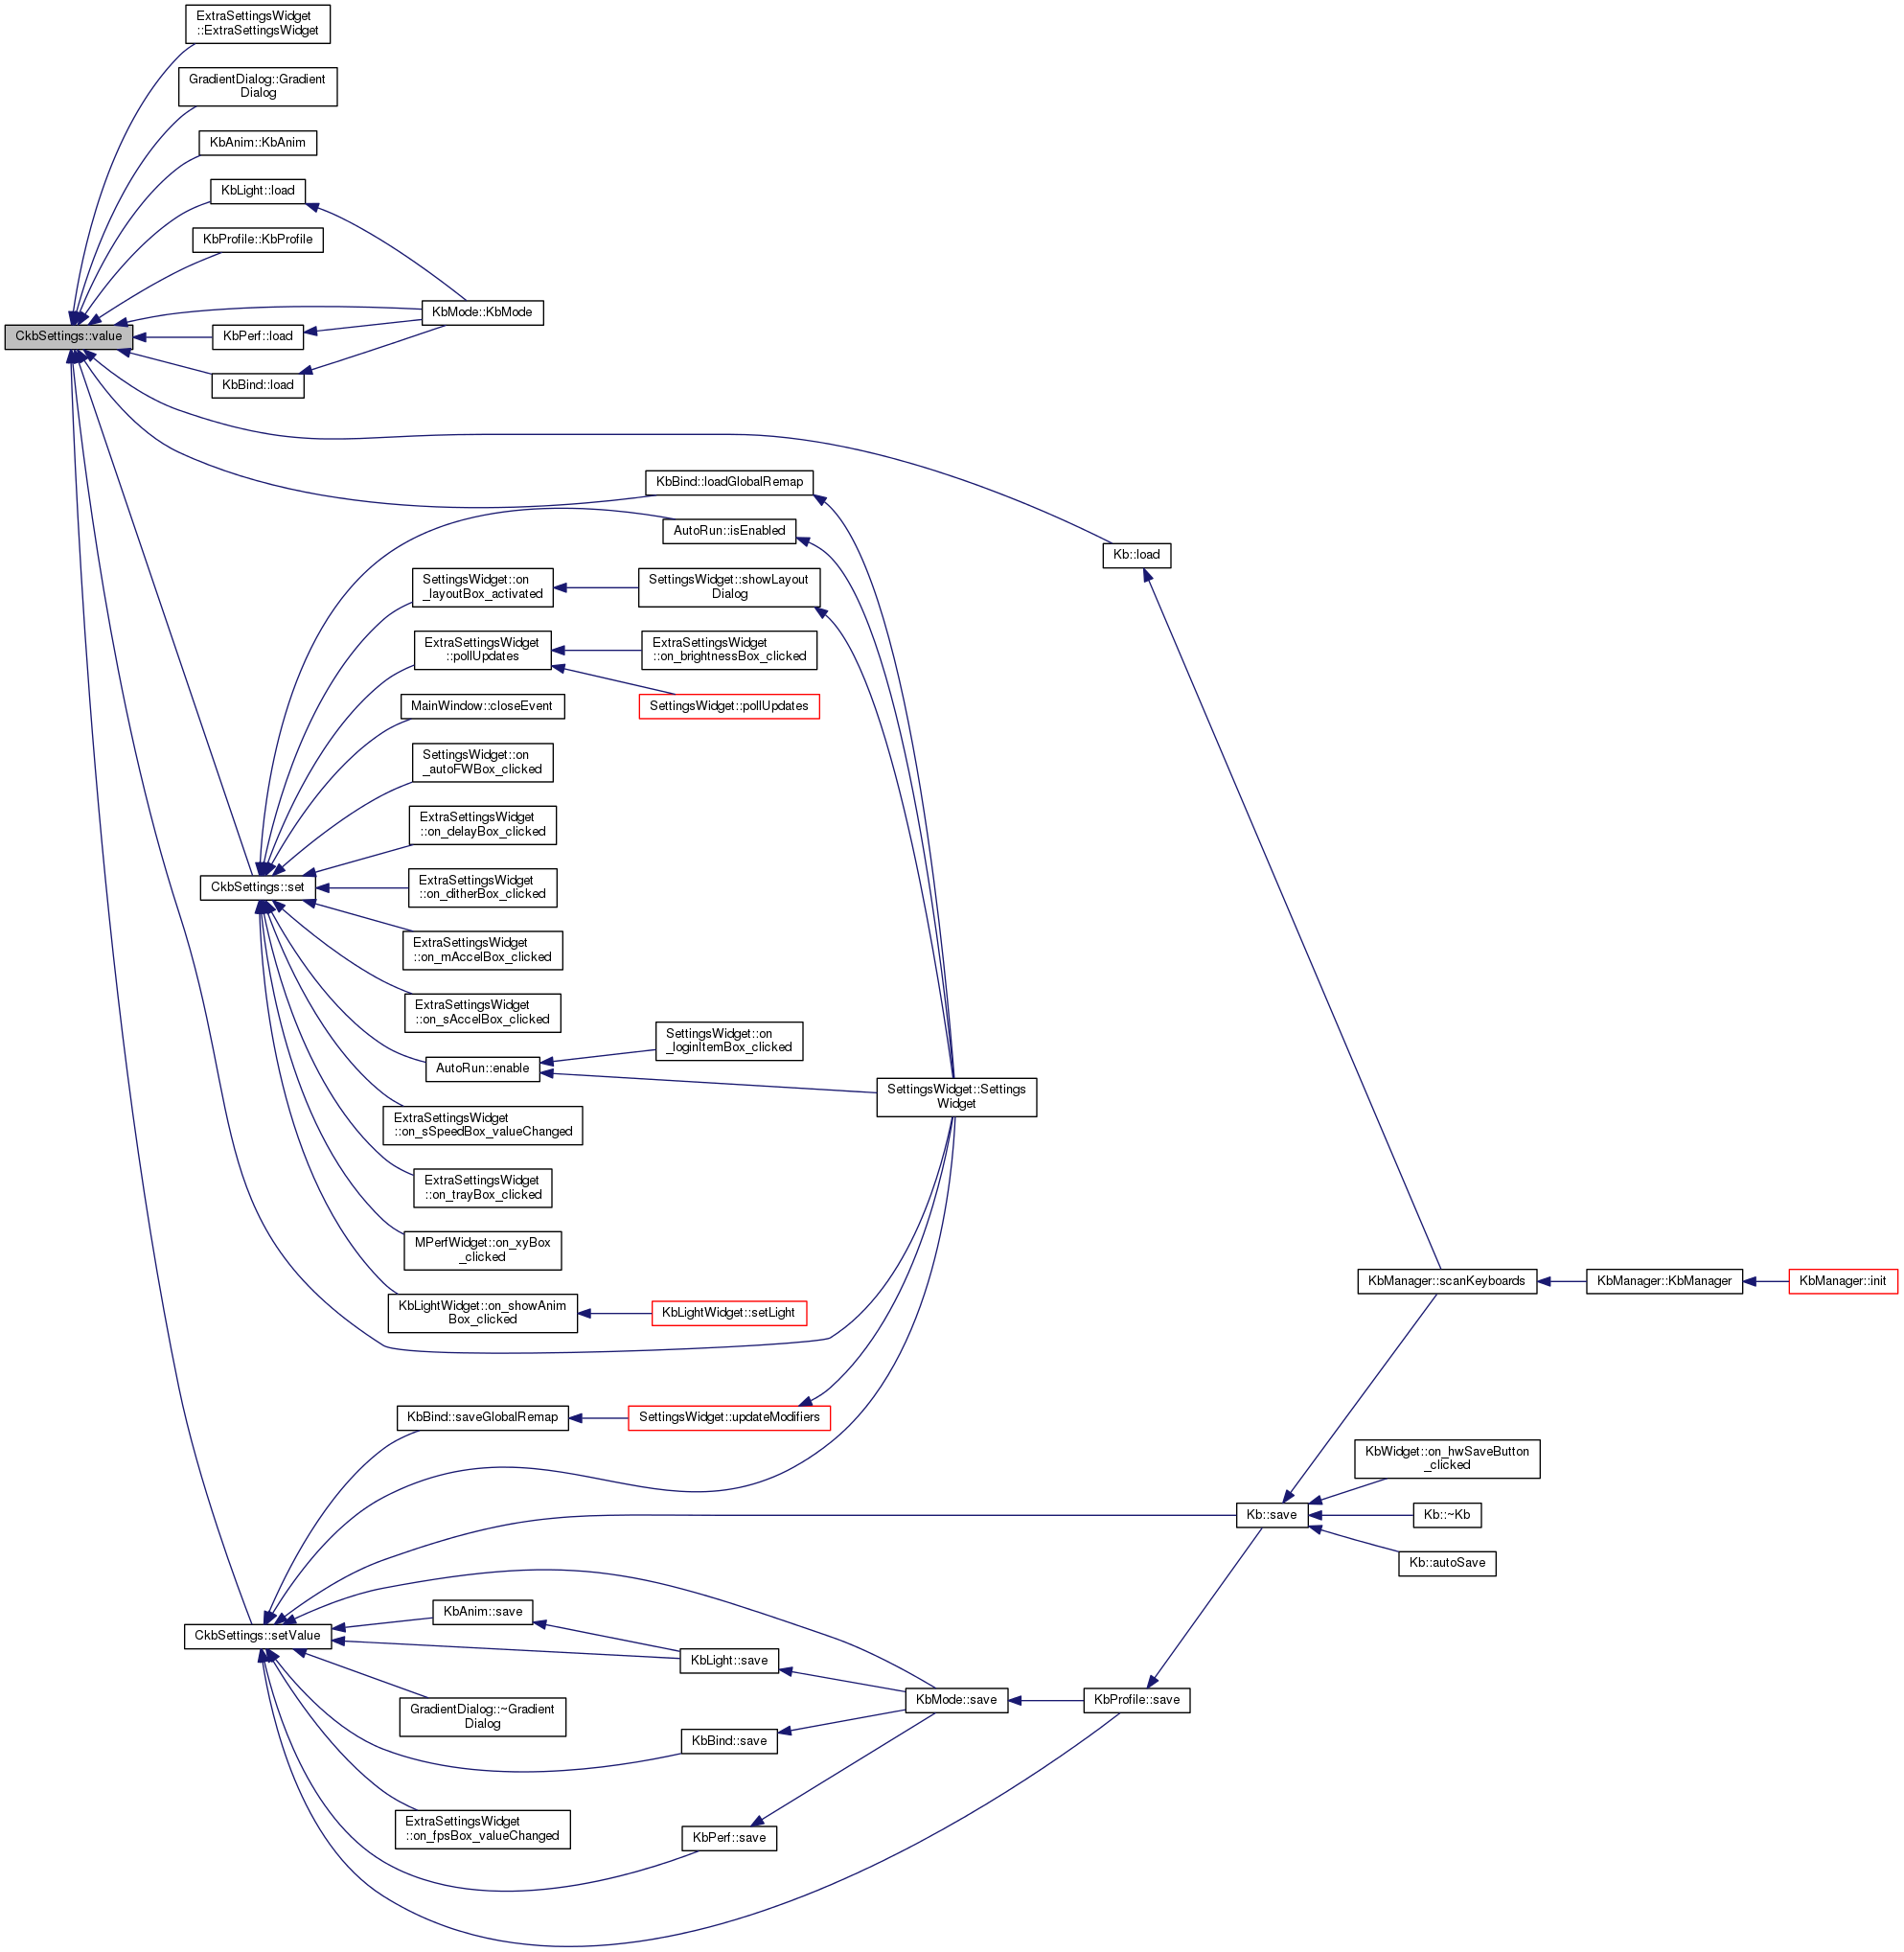 ExtraSettingsWidget
::ExtraSettingsWidget
GradientDialog::Gradient
Dialog
KbAnim::KbAnim
KbLight::load
KbProfile::KbProfile
KbMode::KbMode
CkbSettings::value
KbPerf::load
KbBind::load
KbBind::loadGlobalRemap
AutoRun::isEnabled
Kb::load
SettingsWidget::on
_layoutBox_activated
SettingsWidget::showLayout
Dialog
ExtraSettingsWidget
::pollUpdates
ExtraSettingsWidget
::on_brightnessBox_clicked
MainWindow::closeEvent
SettingsWidget::pollUpdates
SettingsWidget::on
_autoFWBox_clicked
ExtraSettingsWidget
::on_delayBox_clicked
CkbSettings::set
ExtraSettingsWidget
::on_ditherBox_clicked
ExtraSettingsWidget
::on_mAccelBox_clicked
ExtraSettingsWidget
::on_sAccelBox_clicked
AutoRun::enable
SettingsWidget::on
_loginItemBox_clicked
SettingsWidget::Settings
Widget
ExtraSettingsWidget
::on_sSpeedBox_valueChanged
ExtraSettingsWidget
::on_trayBox_clicked
MPerfWidget::on_xyBox
_clicked
KbManager::scanKeyboards
KbManager::KbManager
KbManager::init
KbLightWidget::on_showAnim
Box_clicked
KbLightWidget::setLight
KbBind::saveGlobalRemap
SettingsWidget::updateModifiers
KbWidget::on_hwSaveButton
_clicked
Kb::save
Kb::~Kb
Kb::autoSave
KbAnim::save
CkbSettings::setValue
KbLight::save
GradientDialog::~Gradient
Dialog
KbMode::save
KbProfile::save
KbBind::save
ExtraSettingsWidget
::on_fpsBox_valueChanged
KbPerf::save